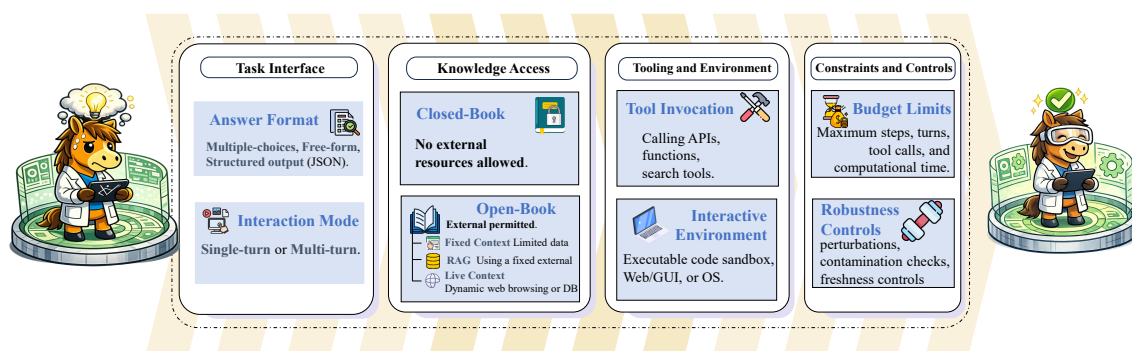 Task Interface
Answer Format
Multiple-choices, Free-form,
Structured output (JSON).
Interaction Mode
Single-turn or Multi-turn.
Knowledge Access
Closed-Book
No external
resources allowed.
Open-Book
External permitted.
Fixed Context Limited data
RAG Using a fixed external
Live Context
Dynamic web browsing or DB
Tooling and Environment
Tool Invocation
Calling APIs,
functions,
search tools.
Interactive
Environment
Executable code sandbox,
Web/GUI, or OS.
Constraints and Controls
Budget Limits
Maximum steps, turns,
tool calls, and
computational time.
Robustness
Controls
perturbations,
contamination checks,
freshness controls